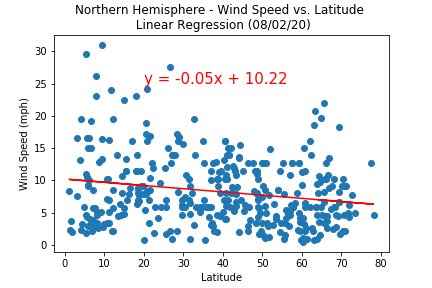 Northern Hemisphere - Wind Speed vs. Latitude
Linear Regression (08/02/20)
y = -0.05x + 10.22
Wind Speed (mph)
30
25
20
15
10
5
0
0 10 20 30 40 50 60 70 80
Latitude